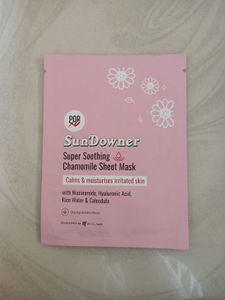 POP
SunDowner
Super Soothing
Chamomile Sheet Mask
Calms & moisturises irritated skin
with Niacinamide, Hyaluronic Acid,
Rice Water & Calendula